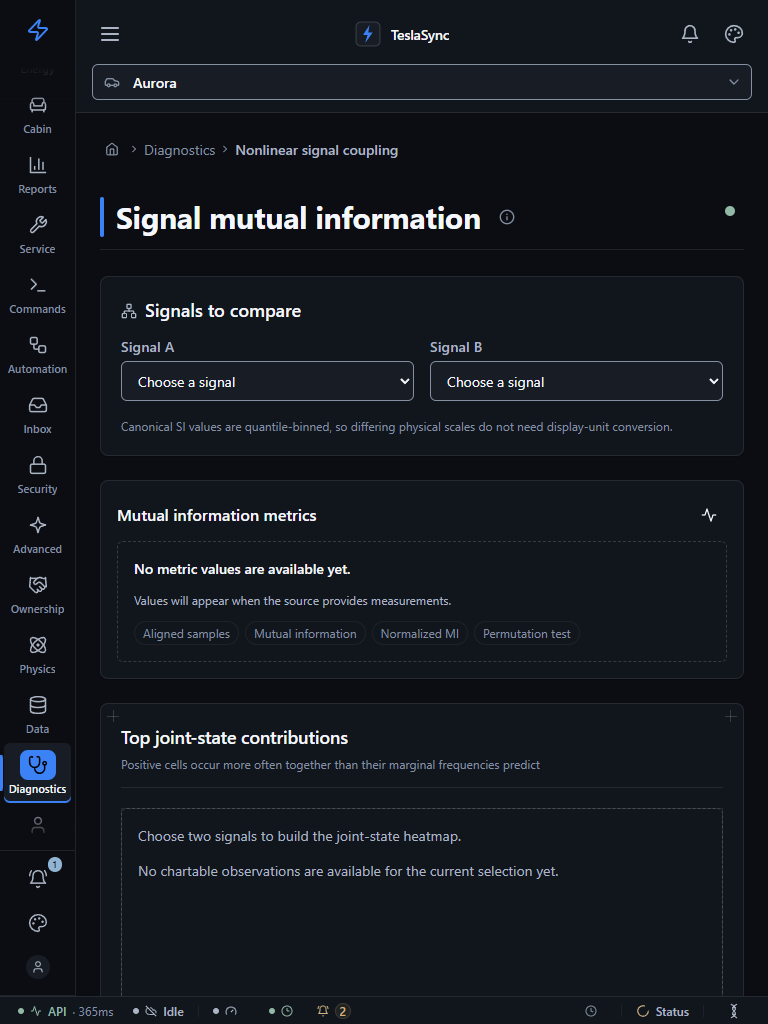 TeslaSync
Aurora
Energy
Cabin
Reports
Service
Commands
Automation
Inbox
Security
Advanced
Ownership
Physics
Data
Diagnostics
1
Diagnostics
Nonlinear signal coupling
Signal mutual information
Signals to compare
Signal A
Signal B
Choose a signal
Choose a signal
Canonical SI values are quantile-binned, so differing physical scales do not need display-unit conversion.
Mutual information metrics
No metric values are available yet.
Values will appear when the source provides measurements.
Aligned samples
Mutual information
Normalized MI
Permutation test
Top joint-state contributions
Positive cells occur more often together than their marginal frequencies predict
Choose two signals to build the joint-state heatmap.
No chartable observations are available for the current selection yet.
API · 365ms
Idle
2
Status